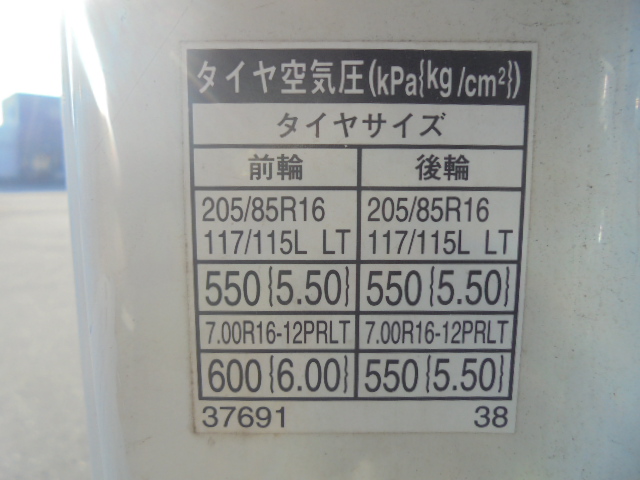 タイヤ空気圧(kPa{kg/cm²})
タイヤサイズ
前輪 後輪
205/85R16 205/85R16
117/115L LT 117/115L LT
550{5.50} 550{5.50}
7.00R16-12PRLT 7.00R16-12PRLT
600{6.00} 550{5.50}
37691 38